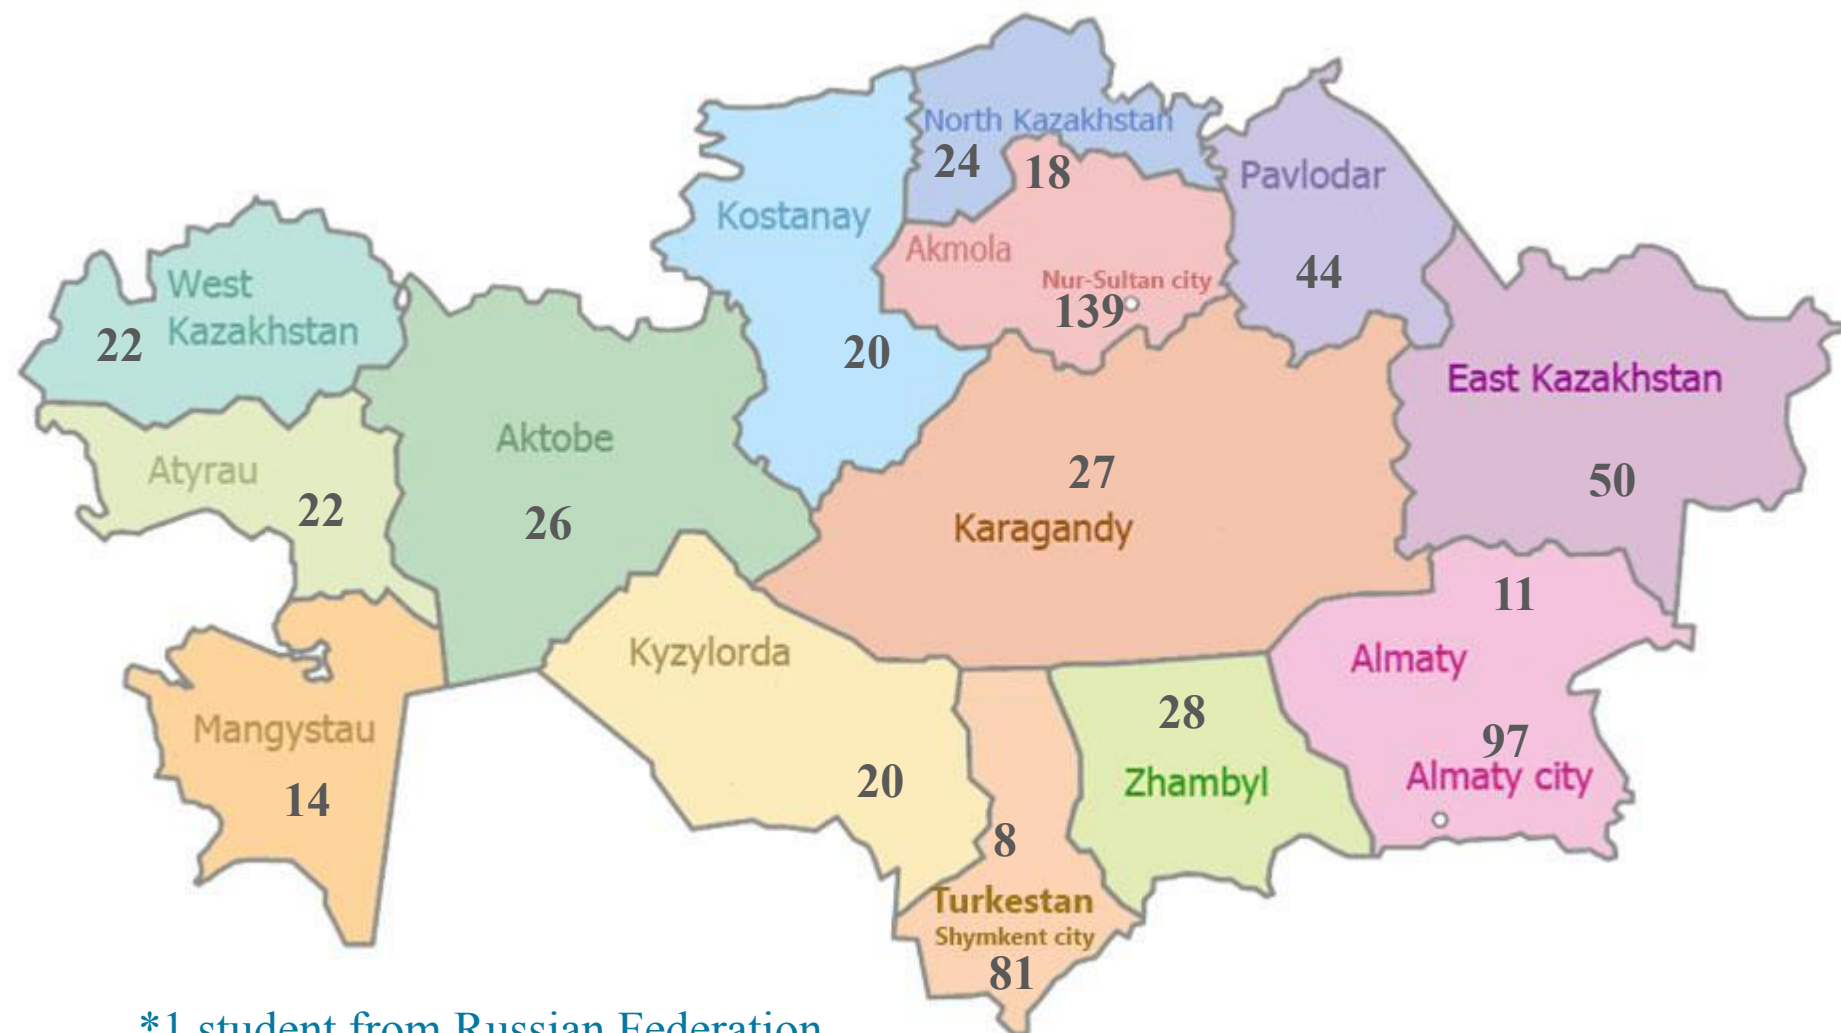 North Kazakhstan
24
18
Pavlodar
44
Kostanay
20
Akmola
Nur-Sultan city
139
West
Kazakhstan
22
Aktobe
26
Atyrau
22
East Kazakhstan
50
27
Karagandy
11
Almaty
97
Almaty city
Kyzylorda
20
28
Zhambyl
Mangystau
14
8
Turkestan
Shymkent city
81
*1 student from Russian Federation